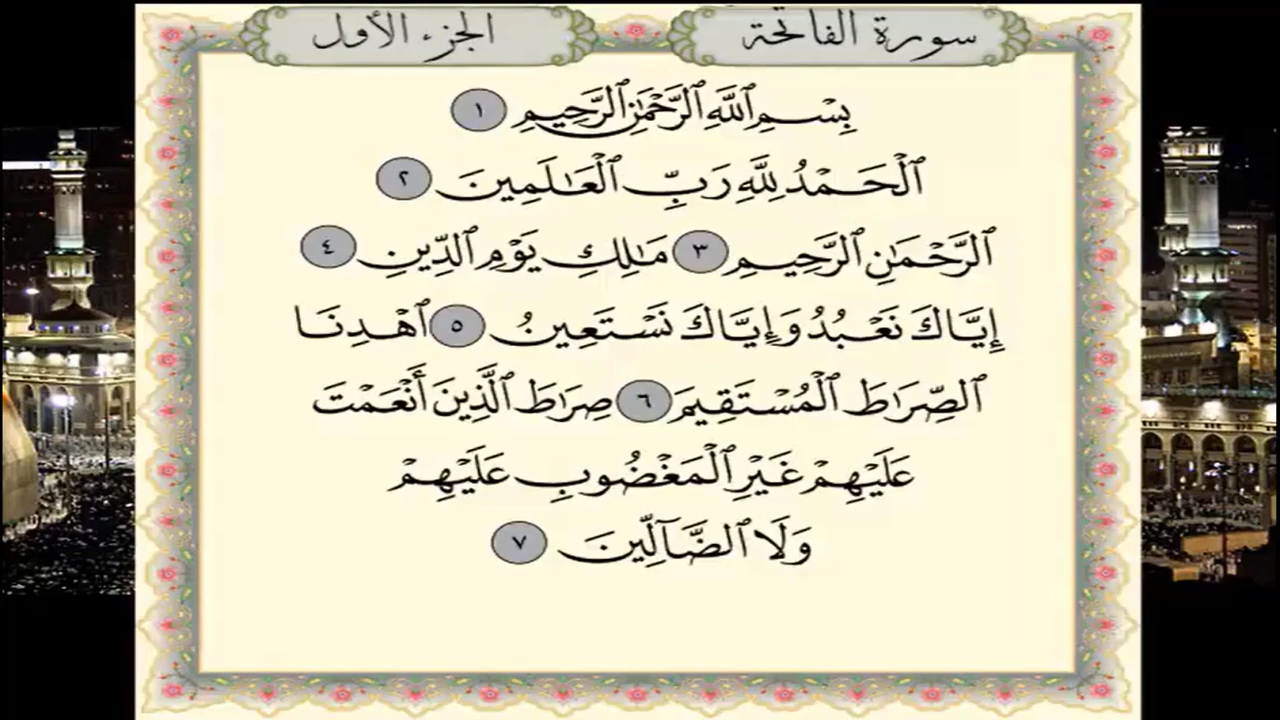 سورة الفاتحة الجزء الأول
بِسْمِ ٱللَّهِ ٱلرَّحْمَٰنِ ٱلرَّحِيمِ ١
ٱلْحَمْدُ لِلَّهِ رَبِّ ٱلْعَٰلَمِينَ ٢
ٱلرَّحْمَٰنِ ٱلرَّحِيمِ ٣ مَٰلِكِ يَوْمِ ٱلدِّينِ ٤
إِيَّاكَ نَعْبُدُ وَإِيَّاكَ نَسْتَعِينُ ٥ ٱهْدِنَا
ٱلصِّرَٰطَ ٱلْمُسْتَقِيمَ ٦ صِرَٰطَ ٱلَّذِينَ أَنْعَمْتَ
عَلَيْهِمْ غَيْرِ ٱلْمَغْضُوبِ عَلَيْهِمْ
وَلَا ٱلضَّآلِّينَ ٧